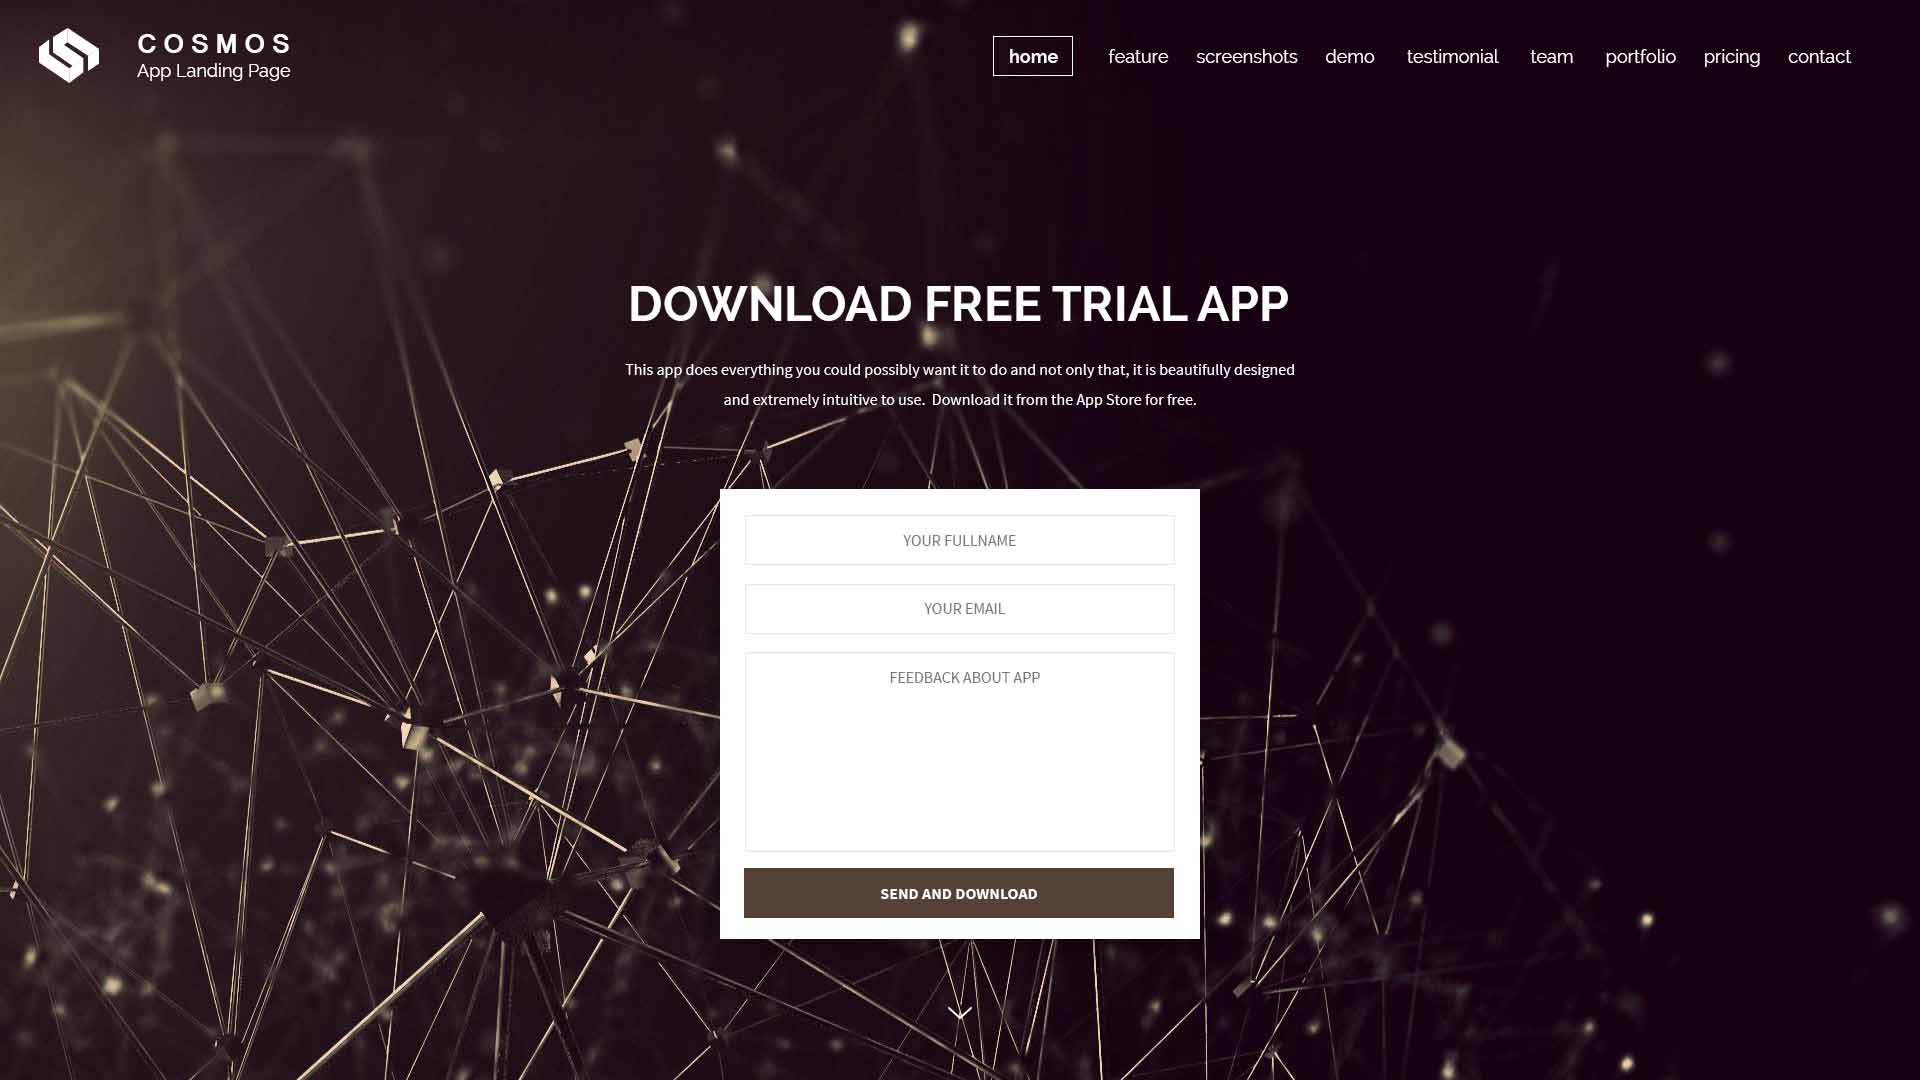 COSMOS
App Landing Page
home feature screenshots demo testimonial team portfolio pricing contact
DOWNLOAD FREE TRIAL APP
This app does everything you could possibly want it to do and not only that, it is beautifully designed
and extremely intuitive to use. Download it from the App Store for free.
YOUR FULLNAME
YOUR EMAIL
FEEDBACK ABOUT APP
SEND AND DOWNLOAD